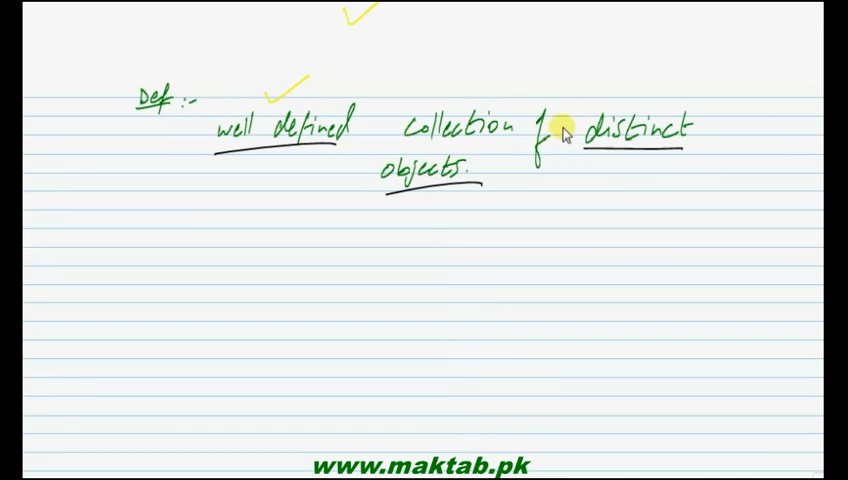 Def :-
well defined collection of distinct
objects.
www.maktab.pk